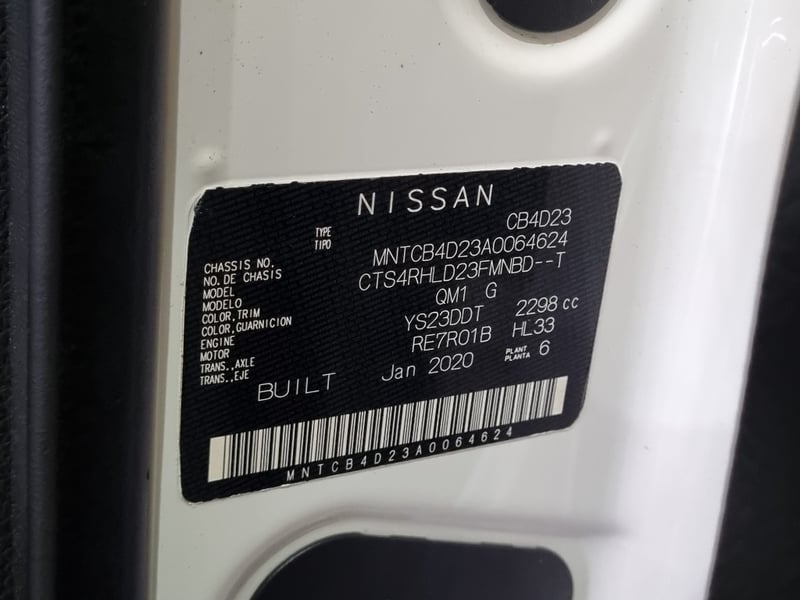 NISSAN
TYPE
TIPO CB4D23
CHASSIS NO. MNTCB4D23A0064624
NO. DE CHASIS
MODEL CTS4RHLD23FMNBD--T
MODELO
COLOR,TRIM QM1 G
COLOR,GUARNICION
ENGINE YS23DDT 2298 cc
MOTOR
TRANS.,AXLE RE7R01B HL33
TRANS.,EJE
PLANT
PLANTA 6
BUILT Jan 2020
MNTCB4D23A0064624